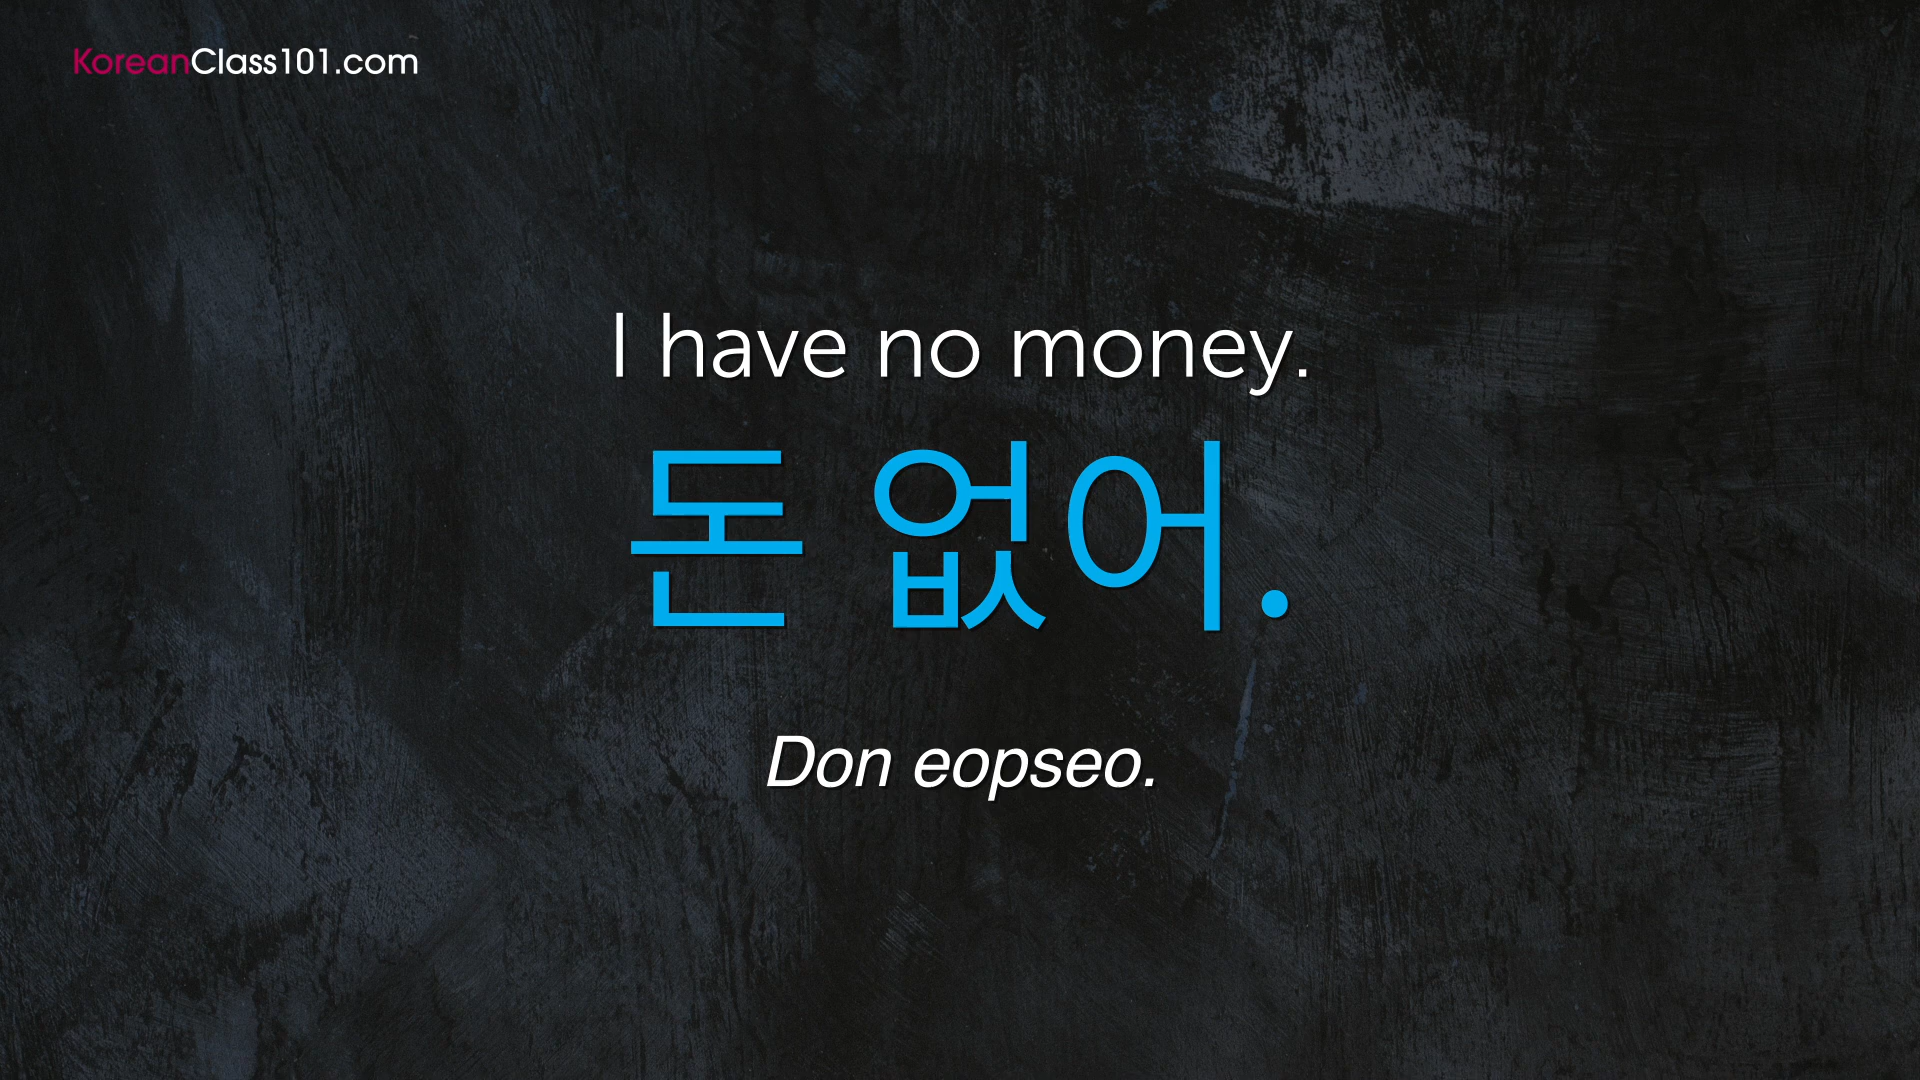 KoreanClass101.com
I have no money.
돈 없어.
Don eopseo.